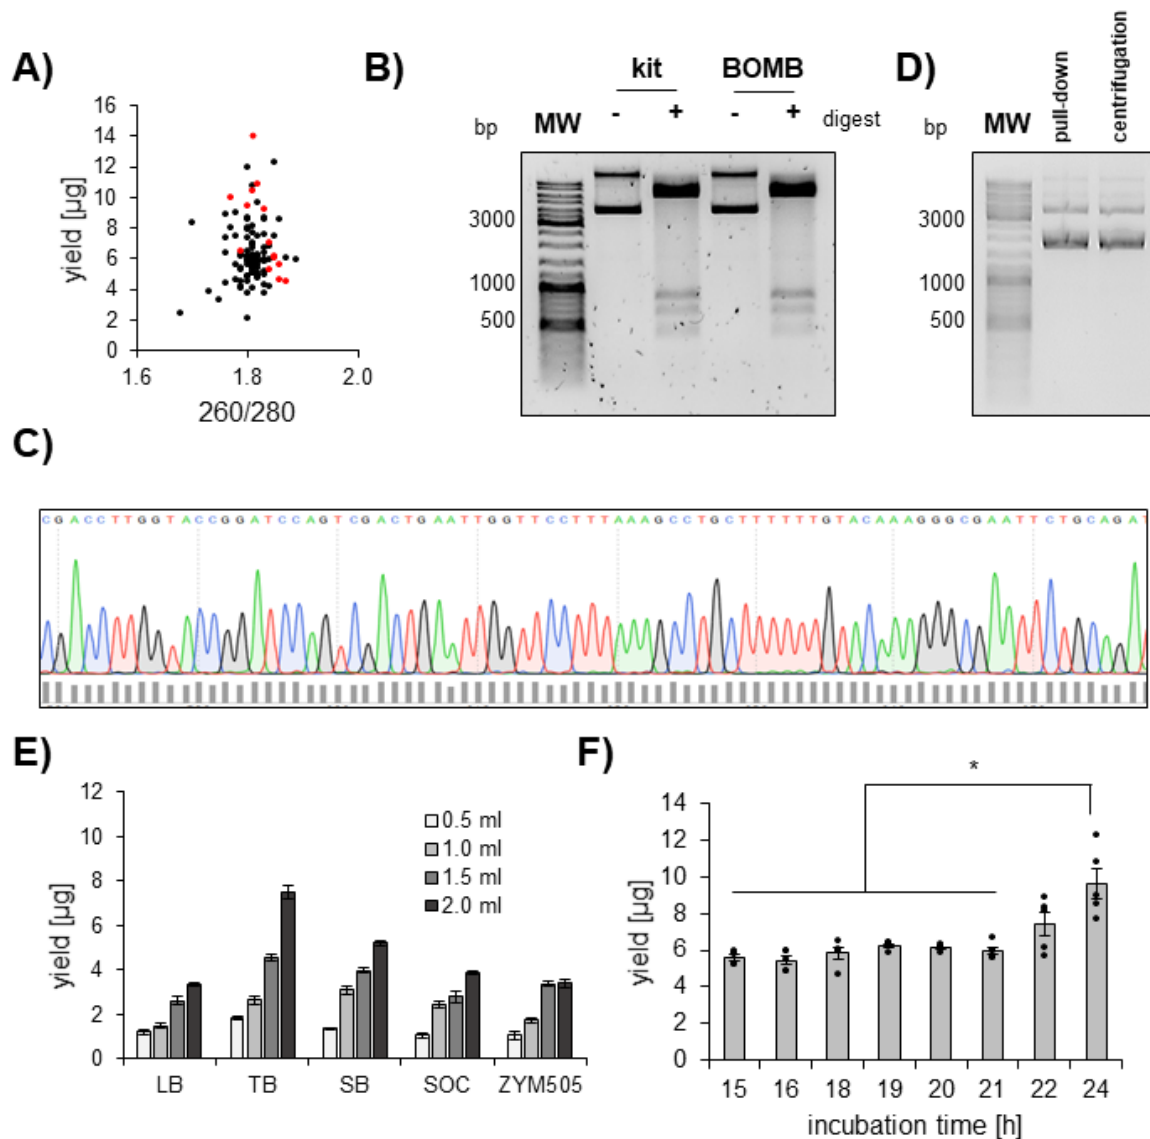 A)
16
14
12
10
8
6
4
2
0
yield [µg]
1.6
1.8
2.0
260/280
B)
kit
BOMB
bp
MW
-
+
-
+
digest
3000
1000
500
D)
bp
MW
pull-down
centrifugation
3000
1000
500
C)
CGACCTTGGTACCGGATCCAGTCGACTGAATTGGTTCCTTTAAAGCCTGCTTTTTTGTACAAAGGGCGAATTCTGCAGAT
E)
12
10
8
6
4
2
0
yield [µg]
0.5 ml
1.0 ml
1.5 ml
2.0 ml
LB
TB
SB
SOC
ZYM505
F)
*
14
12
10
8
6
4
2
0
yield [µg]
15
16
18
19
20
21
22
24
incubation time [h]